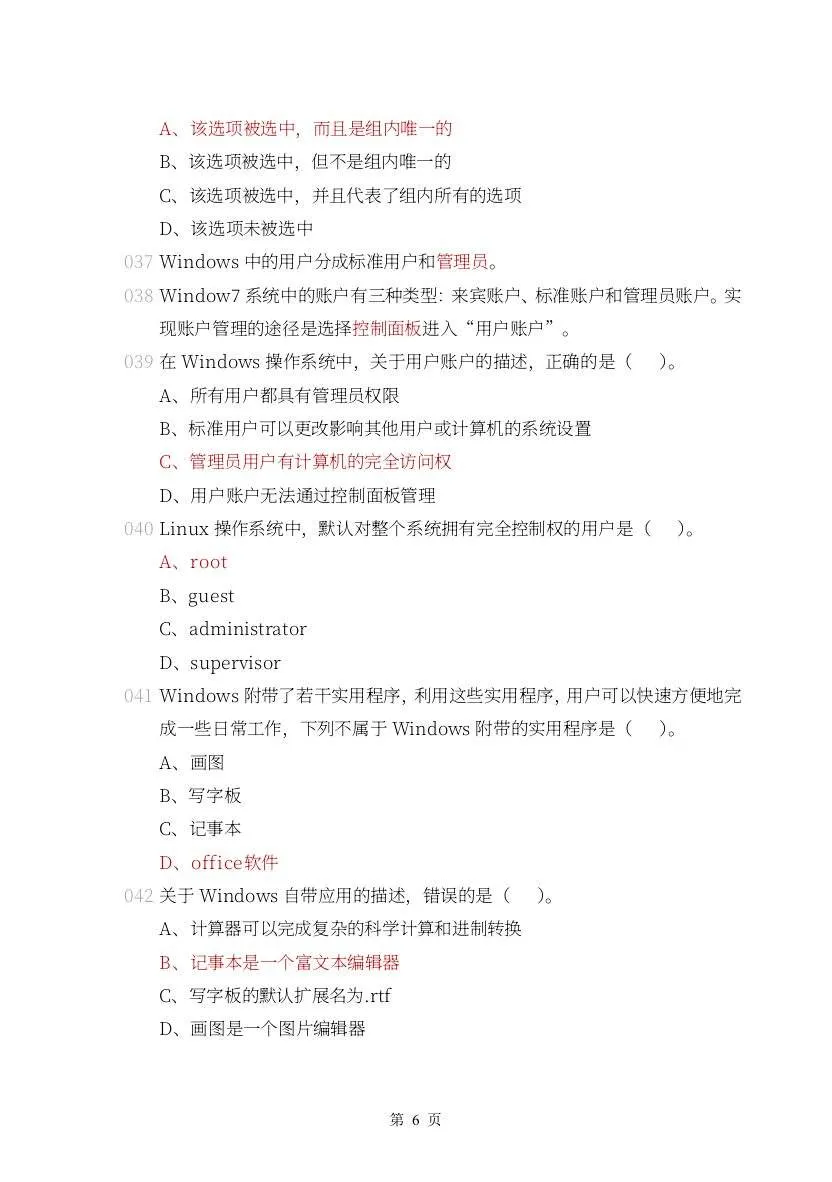 A、该选项被选中，而且是组内唯一的
B、该选项被选中，但不是组内唯一的
C、该选项被选中，并且代表了组内所有的选项
D、该选项未被选中
037 Windows 中的用户分成标准用户和管理员。
038 Window7 系统中的账户有三种类型：来宾账户、标准账户和管理员账户。实
现账户管理的途径是选择控制面板进入“用户账户”。
039 在 Windows 操作系统中，关于用户账户的描述，正确的是（　）。
A、所有用户都具有管理员权限
B、标准用户可以更改影响其他用户或计算机的系统设置
C、管理员用户有计算机的完全访问权
D、用户账户无法通过控制面板管理
040 Linux 操作系统中，默认对整个系统拥有完全控制权的用户是（　）。
A、root
B、guest
C、administrator
D、supervisor
041 Windows 附带了若干实用程序，利用这些实用程序，用户可以快速方便地完
成一些日常工作，下列不属于 Windows 附带的实用程序是（　）。
A、画图
B、写字板
C、记事本
D、office软件
042 关于 Windows 自带应用的描述，错误的是（　）。
A、计算器可以完成复杂的科学计算和进制转换
B、记事本是一个富文本编辑器
C、写字板的默认扩展名为.rtf
D、画图是一个图片编辑器
第 6 页